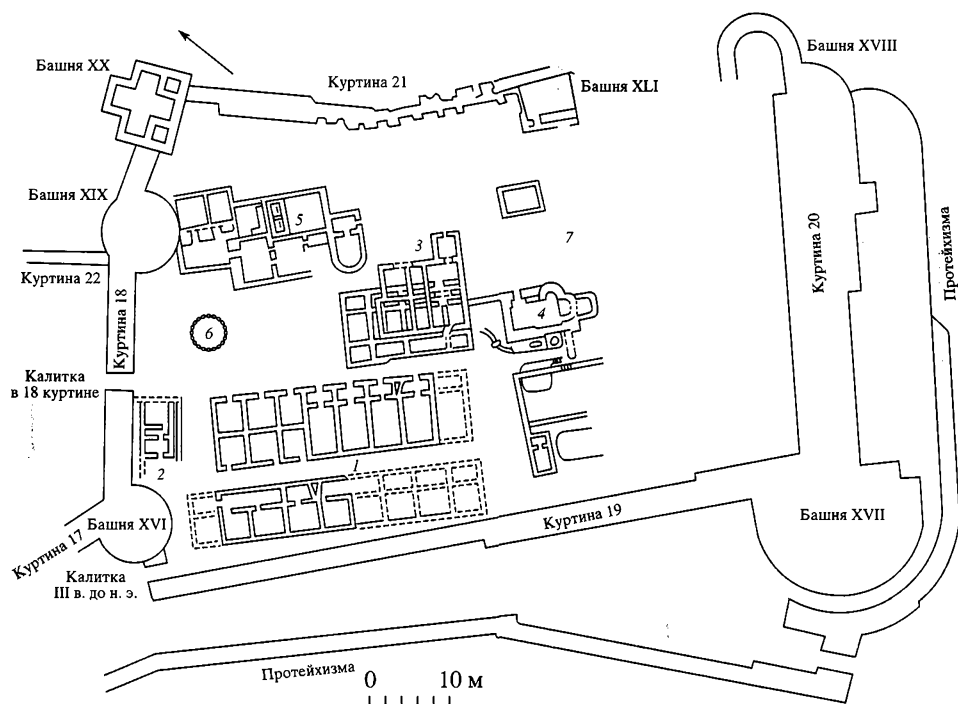 Башня XX
Куртина 21
Башня XLI
Башня XVIII
Башня XIX
5
3
7
Куртина 20
Протейхизма
Куртина 22
Куртина 18
6
4
Калитка
в 18 куртине
1
2
Башня XVI
Куртина 17
Куртина 19
Башня XVII
Калитка
III в. до н. э.
Протейхизма
0 10 м